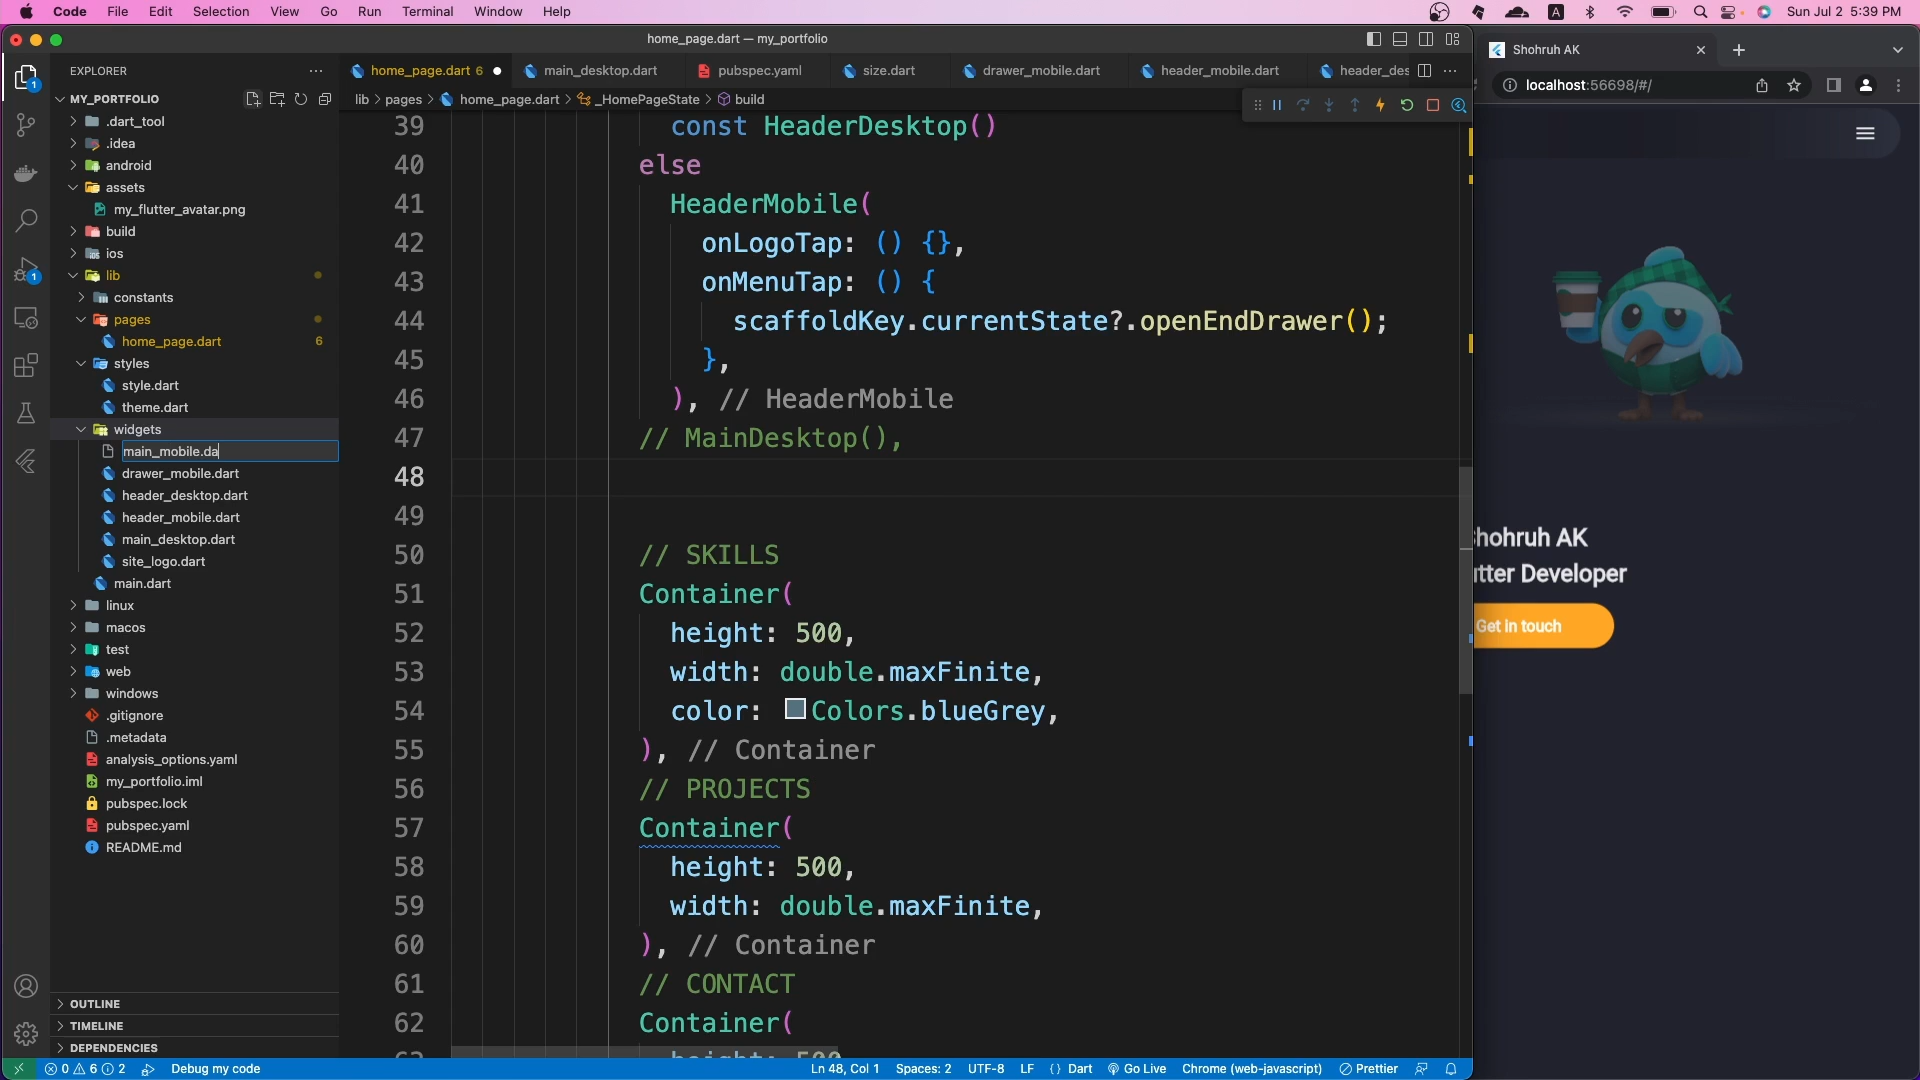 Code File Edit Selection View Go Run Terminal Window Help
A
Sun Jul 2 5:39 PM
home_page.dart — my_portfolio
EXPLORER
MY_PORTFOLIO
.dart_tool
.idea
android
assets
my_flutter_avatar.png
build
ios
lib
constants
pages
home_page.dart 6
styles
style.dart
theme.dart
widgets
main_mobile.da
drawer_mobile.dart
header_desktop.dart
header_mobile.dart
main_desktop.dart
site_logo.dart
main.dart
linux
macos
test
web
windows
.gitignore
.metadata
analysis_options.yaml
my_portfolio.iml
pubspec.lock
pubspec.yaml
README.md
OUTLINE
TIMELINE
DEPENDENCIES
1
1
home_page.dart 6 main_desktop.dart pubspec.yaml size.dart drawer_mobile.dart header_mobile.dart header_des
lib > pages > home_page.dart > _HomePageState > build
39 const HeaderDesktop()
40 else
41 HeaderMobile(
42 onLogoTap: () {},
43 onMenuTap: () {
44 scaffoldKey.currentState?.openEndDrawer();
45 },
46 ), // HeaderMobile
47 // MainDesktop(),
48
49
50 // SKILLS
51 Container(
52 height: 500,
53 width: double.maxFinite,
54 color: Colors.blueGrey,
55 ), // Container
56 // PROJECTS
57 Container(
58 height: 500,
59 width: double.maxFinite,
60 ), // Container
61 // CONTACT
62 Container(
63 height: 500
0 6 2 Debug my code Ln 48, Col 1 Spaces: 2 UTF-8 LF {} Dart Go Live Chrome (web-javascript) Prettier
Shohruh AK
localhost:56698/#/
Shohruh AK
utter Developer
Get in touch